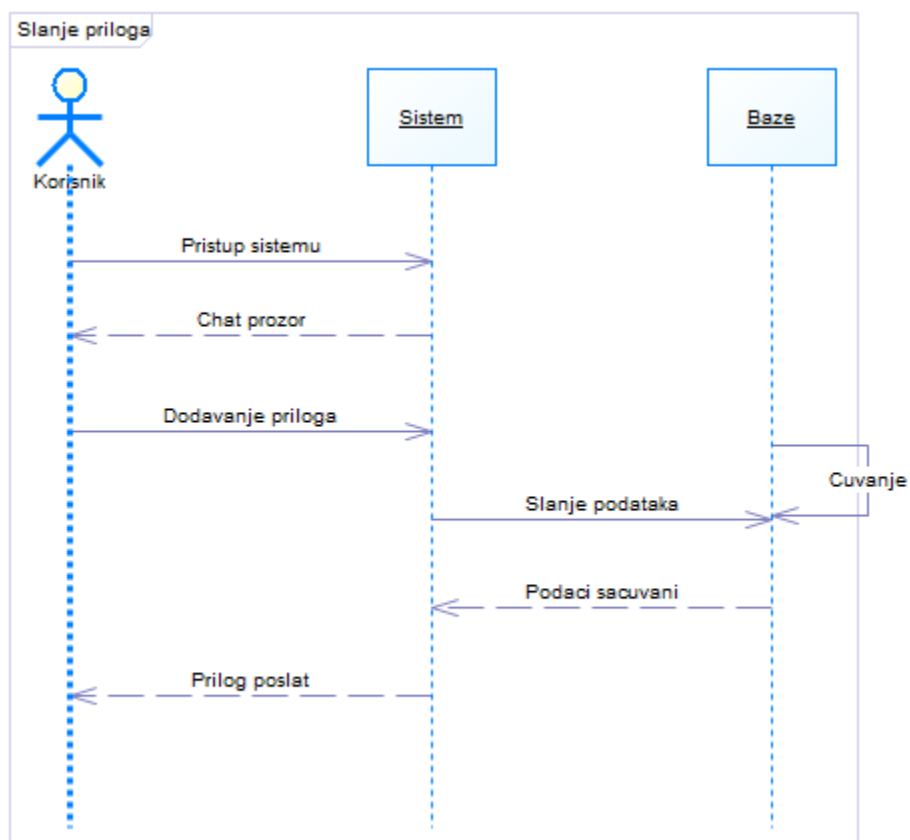 Slanje priloga
Korisnik
Sistem
Baze
Pristup sistemu
Chat prozor
Dodavanje priloga
Cuvanje
Slanje podataka
Podaci sacuvani
Prilog poslat